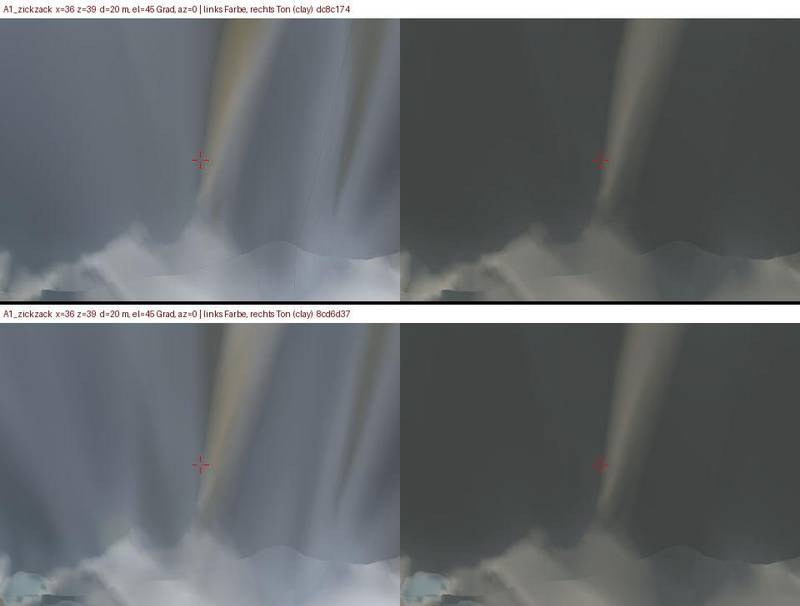 A1_zickzack x=36 z=39 d=20 m, el=45 Grad, az=0 | links Farbe, rechts Ton (clay) dc8c174
A1_zickzack x=36 z=39 d=20 m, el=45 Grad, az=0 | links Farbe, rechts Ton (clay) 8cd6d37